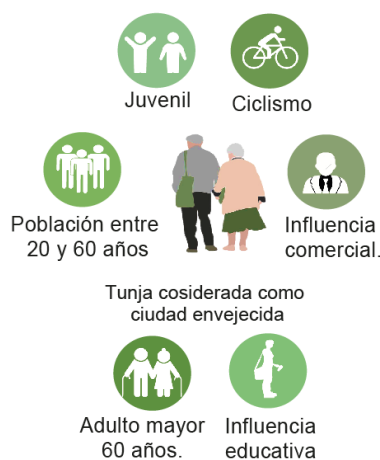 Juvenil
Ciclismo
Población entre
20 y 60 años
Influencia
comercial.
Tunja cosiderada como
ciudad envejecida
Adulto mayor
60 años.
Influencia
educativa